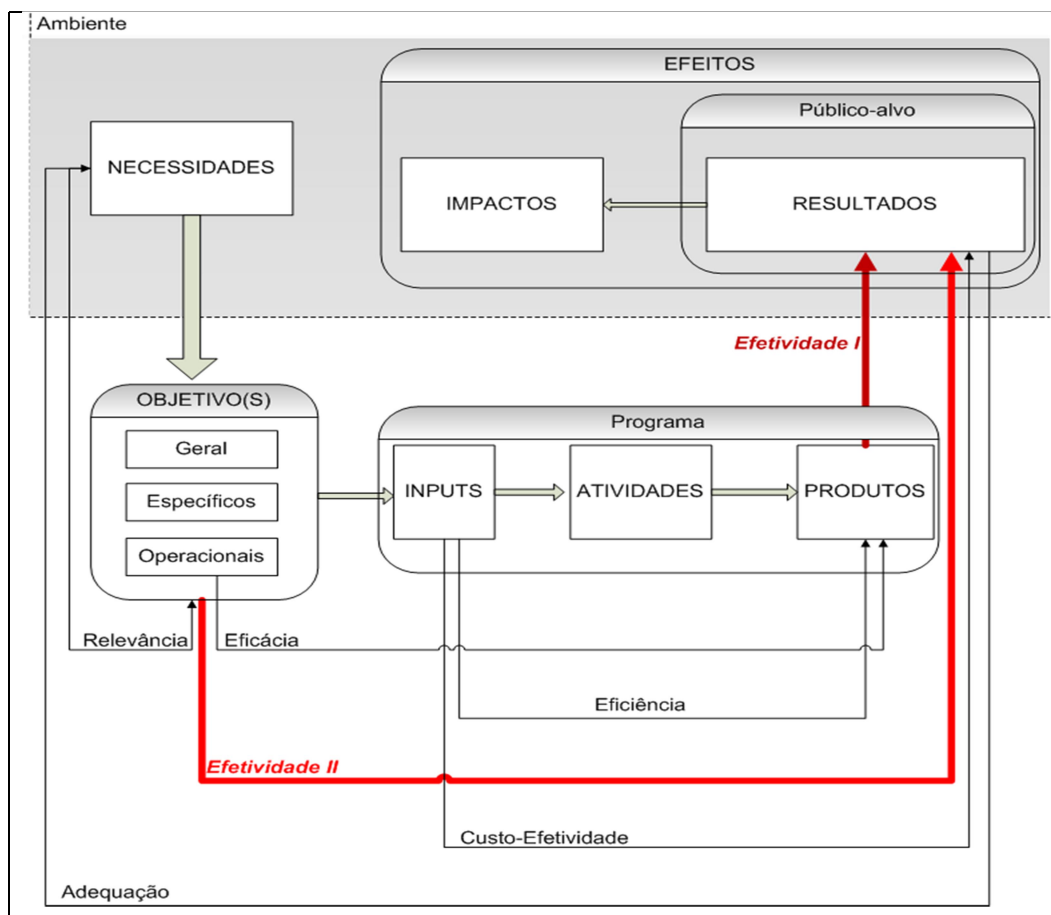 Ambiente
EFEITOS
Público-alvo
NECESSIDADES
IMPACTOS
RESULTADOS
Efetividade I
OBJETIVO(S)
Geral
Específicos
Operacionais
Programa
INPUTS
ATIVIDADES
PRODUTOS
Relevância
Eficácia
Eficiência
Efetividade II
Custo-Efetividade
Adequação